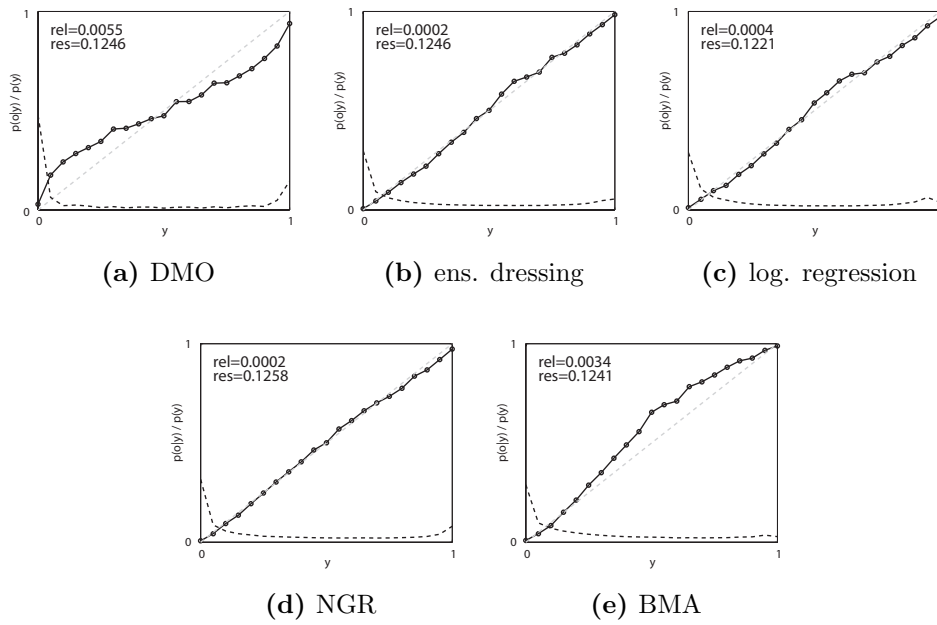 1
rel=0.0055
res=0.1246
p(o|y) / p(y)
0
0
1
y
(a) DMO
1
rel=0.0002
res=0.1246
p(o|y) / p(y)
0
0
1
y
(b) ens. dressing
1
rel=0.0004
res=0.1221
p(o|y) / p(y)
0
0
y
(c) log. regression
1
rel=0.0002
res=0.1258
p(o|y) / p(y)
0
0
1
y
(d) NGR
1
rel=0.0034
res=0.1241
p(o|y) / p(y)
0
0
1
y
(e) BMA